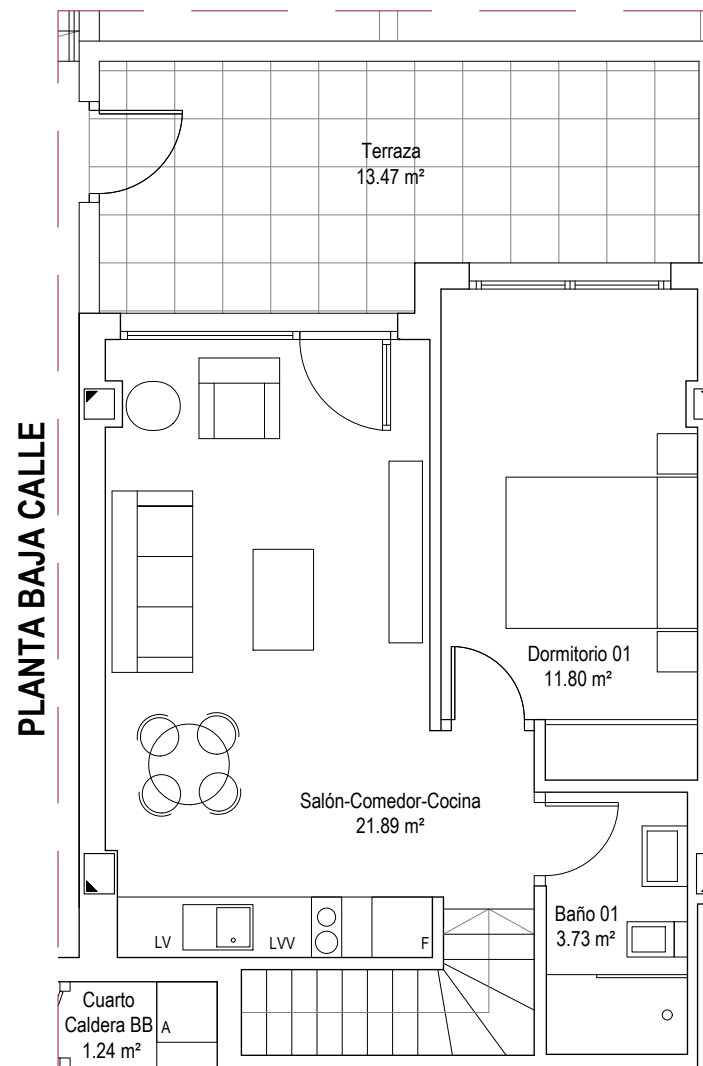 Terraza
13.47 m²
PLANTA BAJA CALLE
Dormitorio 01
11.80 m²
Salón-Comedor-Cocina
21.89 m²
Baño 01
3.73 m²
LV
LVV
F
Cuarto
Caldera BB
1.24 m²
A